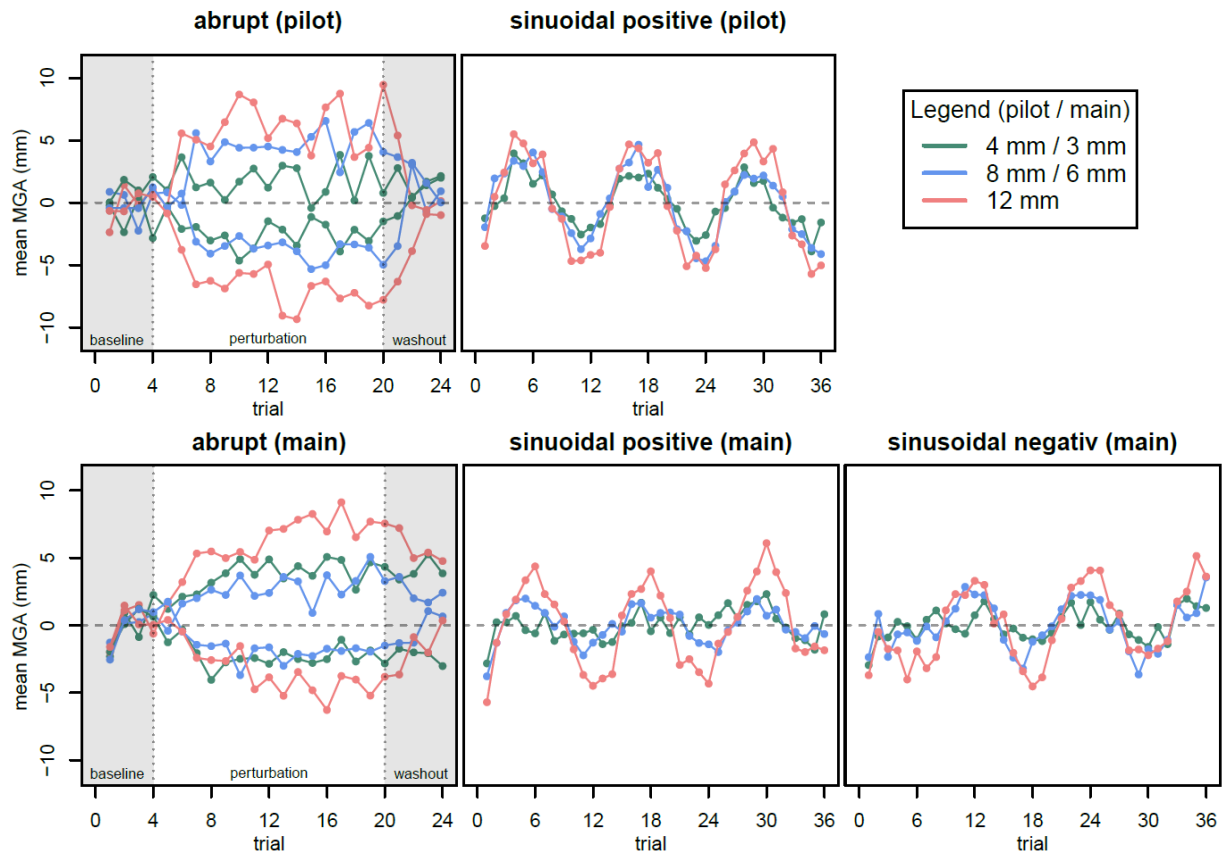 abrupt (pilot)
sinuoidal positive (pilot)
mean MGA (mm)
10
5
0
−5
−10
baseline
perturbation
washout
0 4 8 12 16 20 24
trial
0 6 12 18 24 30 36
trial
Legend (pilot / main)
4 mm / 3 mm
8 mm / 6 mm
12 mm
abrupt (main)
sinuoidal positive (main)
sinusoidal negativ (main)
mean MGA (mm)
10
5
0
−5
−10
baseline
perturbation
washout
0 4 8 12 16 20 24
trial
0 6 12 18 24 30 36
trial
0 6 12 18 24 30 36
trial